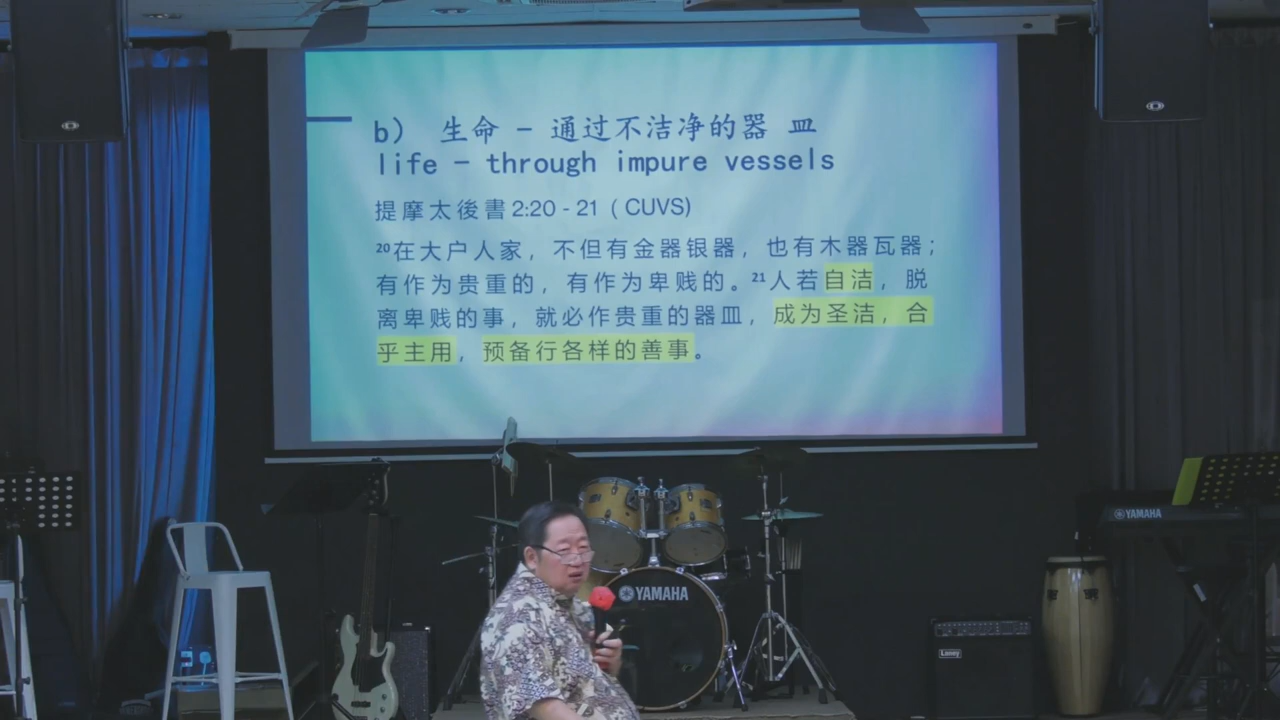 b） 生命 - 通过不洁净的器 皿
life - through impure vessels
提摩太後書 2:20 - 21（ CUVS)
²⁰在大户人家，不但有金器银器，也有木器瓦器；
有作为贵重的，有作为卑贱的。²¹人若自洁，脱
离卑贱的事，就必作贵重的器皿，成为圣洁，合
乎主用，预备行各样的善事。
YAMAHA
YAMAHA
Laney